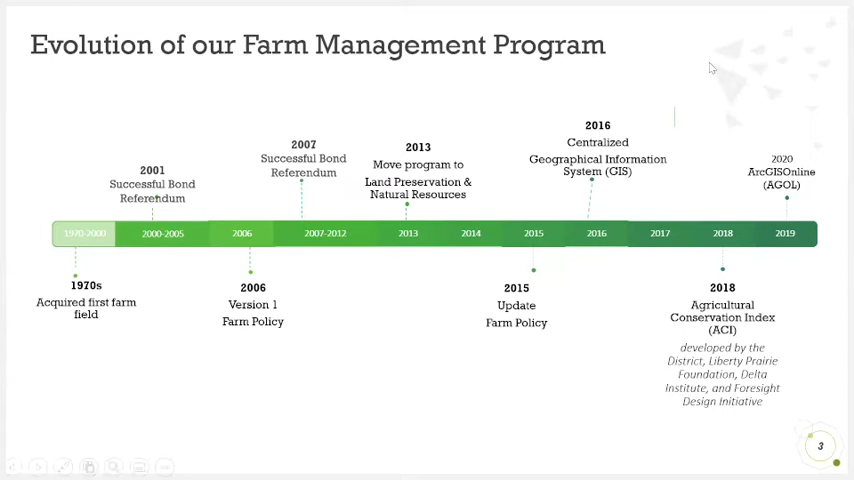 Evolution of our Farm Management Program
2001
Successful Bond
Referendum
2007
Successful Bond
Referendum
2013
Move program to
Land Preservation &
Natural Resources
2016
Centralized
Geographical Information
System (GIS)
2020
ArcGISOnline
(AGOL)
1970-2000
2000-2005
2006
2007-2012
2013
2014
2015
2016
2017
2018
2019
1970s
Acquired first farm
field
2006
Version 1
Farm Policy
2015
Update
Farm Policy
2018
Agricultural
Conservation Index
(ACI)
developed by the
District, Liberty Prairie
Foundation, Delta
Institute, and Foresight
Design Initiative
3